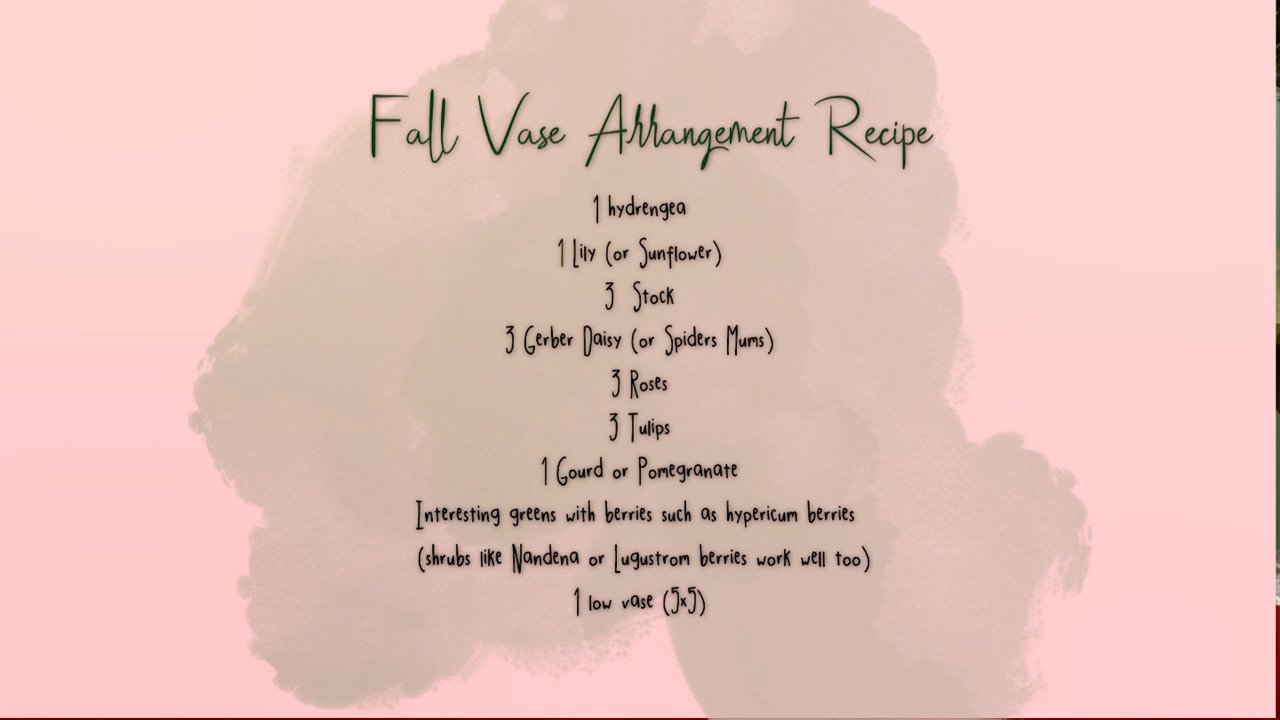 Fall Vase Arrangement Recipe
1 hydrengea
1 Lily (or Sunflower)
3 Stock
3 Gerber Daisy (or Spiders Mums)
3 Roses
3 Tulips
1 Gourd or Pomegranate
Interesting greens with berries such as hypericum berries
(shrubs like Nandena or Lugustrom berries work well too)
1 low vase (5x5)